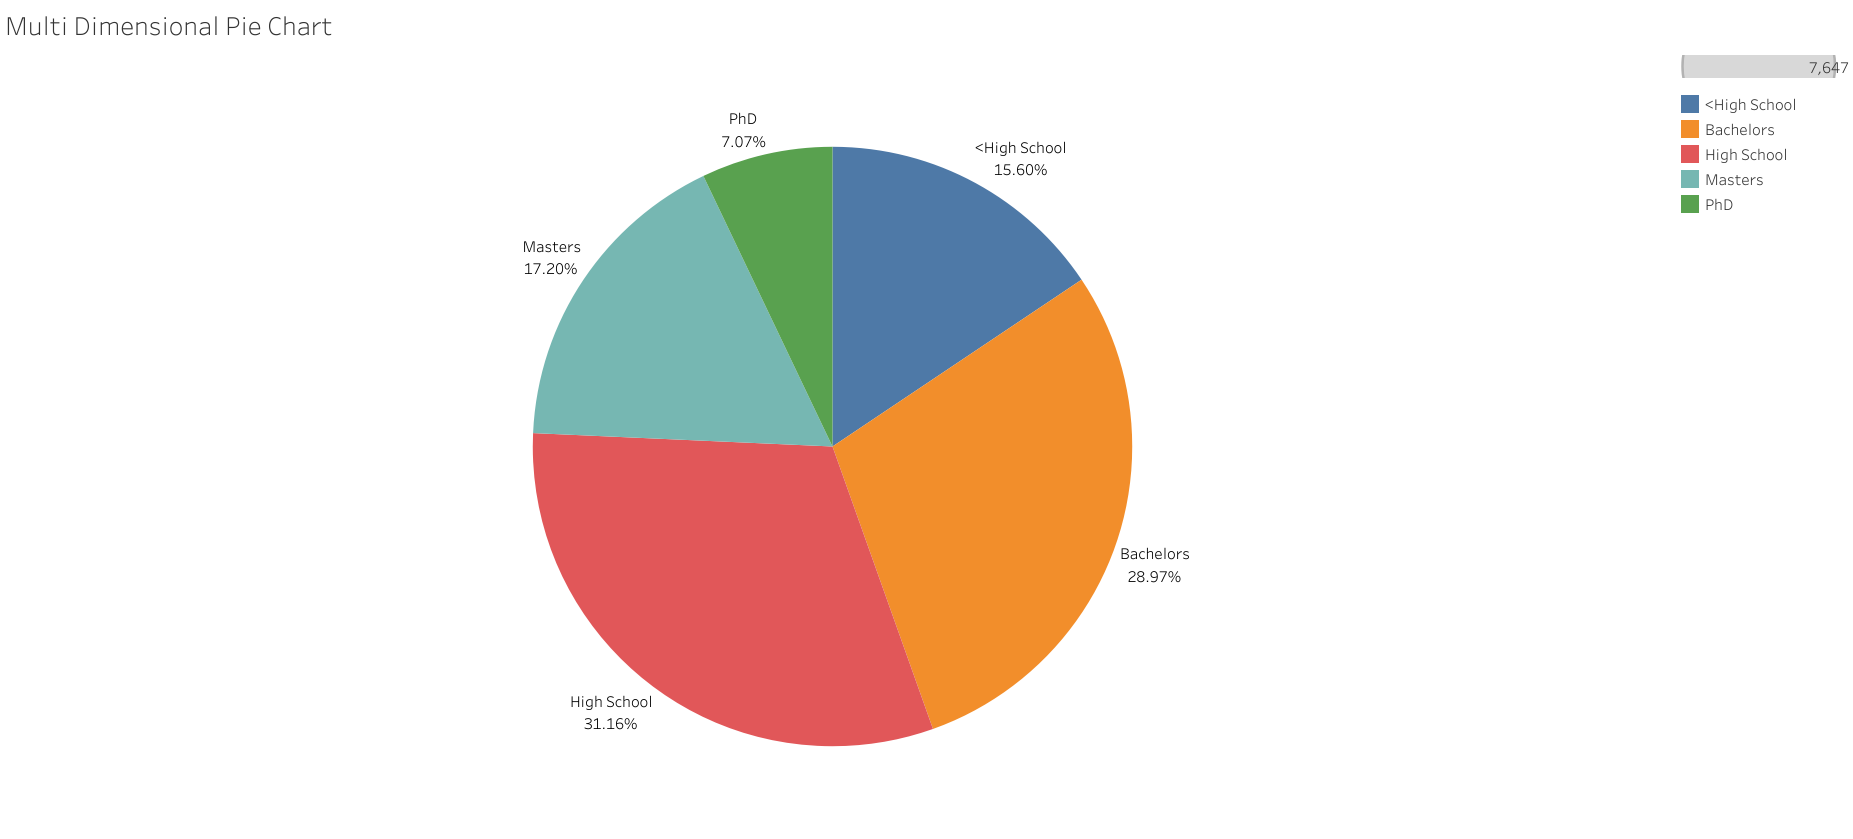 Multi Dimensional Pie Chart
7,647
<High School
Bachelors
High School
Masters
PhD
PhD
7.07%
<High School
15.60%
Masters
17.20%
Bachelors
28.97%
High School
31.16%